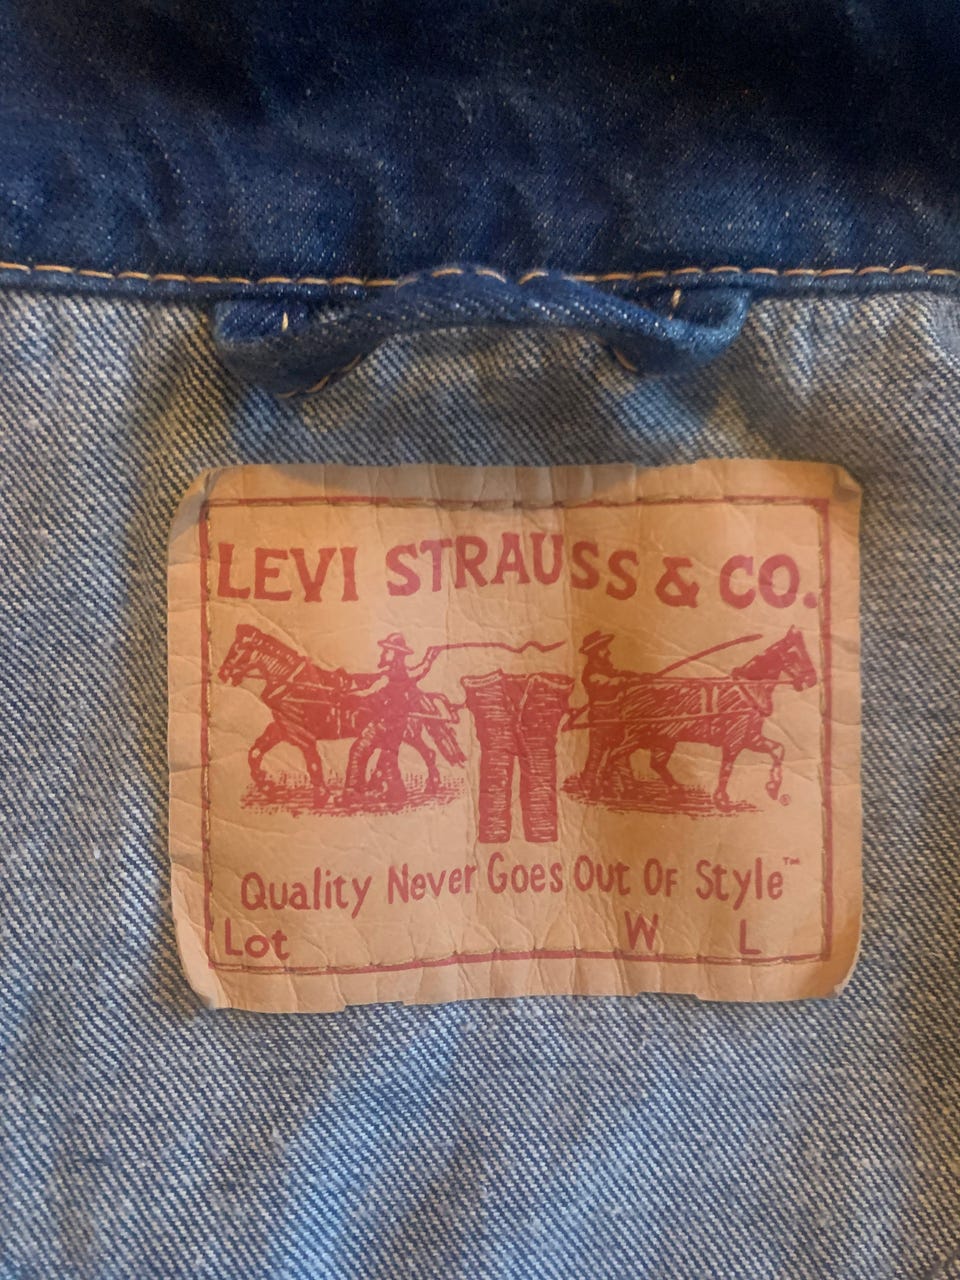 LEVI STRAUSS & CO.
®
Quality Never Goes Out Of Style™
Lot W L